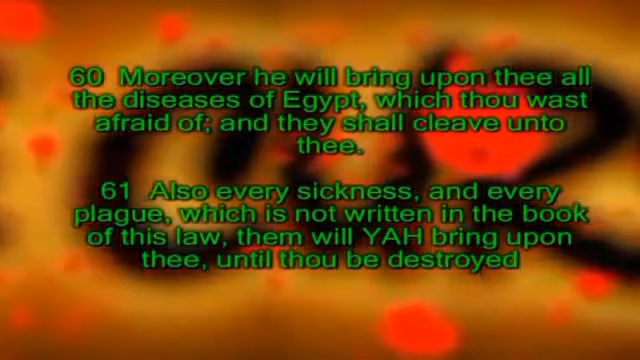 60 Moreover he will bring upon thee all
the diseases of Egypt, which thou wast
afraid of; and they shall cleave unto
thee.
61 Also every sickness, and every
plague, which is not written in the book
of this law, them will YAH bring upon
thee, until thou be destroyed